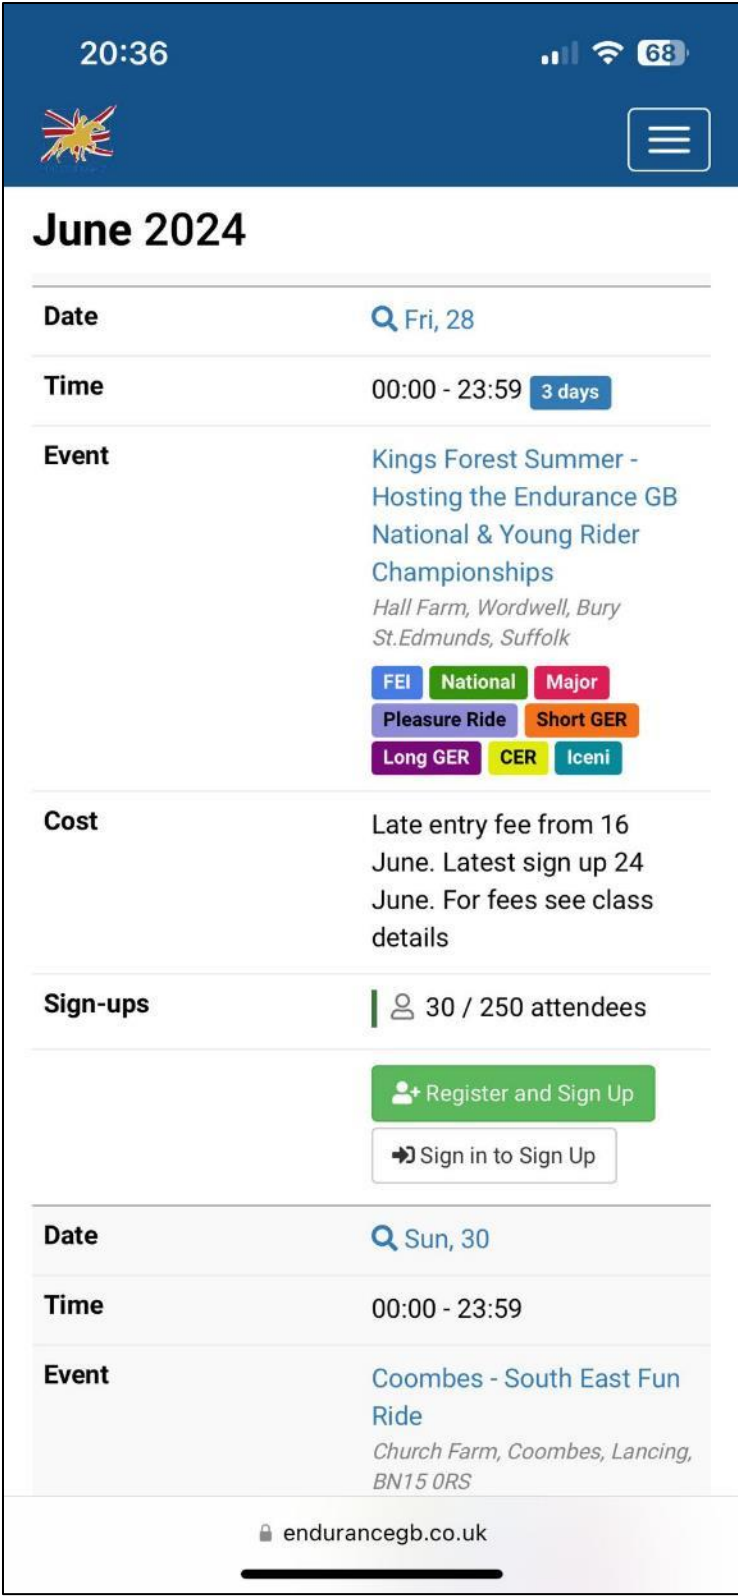 20:36
68
June 2024
Date
Fri, 28
Time
00:00 - 23:59 3 days
Event
Kings Forest Summer -
Hosting the Endurance GB
National & Young Rider
Championships
Hall Farm, Wordwell, Bury
St.Edmunds, Suffolk
FEI National Major
Pleasure Ride Short GER
Long GER CER Iceni
Cost
Late entry fee from 16
June. Latest sign up 24
June. For fees see class
details
Sign-ups
30 / 250 attendees
Register and Sign Up
Sign in to Sign Up
Date
Sun, 30
Time
00:00 - 23:59
Event
Coombes - South East Fun
Ride
Church Farm, Coombes, Lancing,
BN15 0RS
endurancegb.co.uk